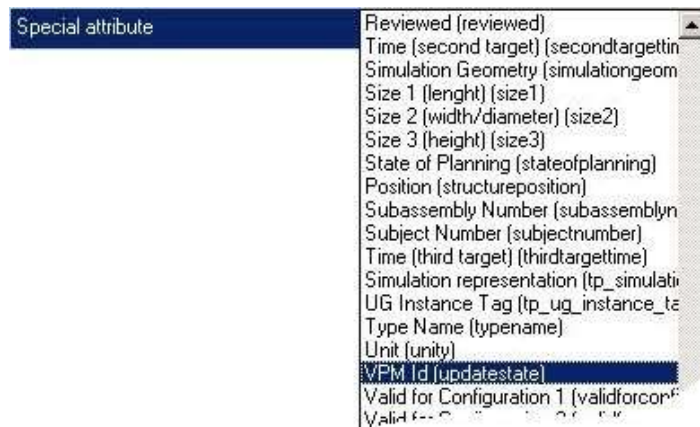 Special attribute
Reviewed (reviewed)
Time (second target) (secondtargettin
Simulation Geometry (simulationgeom
Size 1 (lenght) (size1)
Size 2 (width/diameter) (size2)
Size 3 (height) (size3)
State of Planning (stateofplanning)
Position (structureposition)
Subassembly Number (subassemblyn
Subject Number (subjectnumber)
Time (third target) (thirdtargettime)
Simulation representation (tp_simulati
UG Instance Tag (tp_ug_instance_ta
Type Name (typename)
Unit (unity)
VPM Id (updatestate)
Valid for Configuration 1 (validforconfi
Valid for